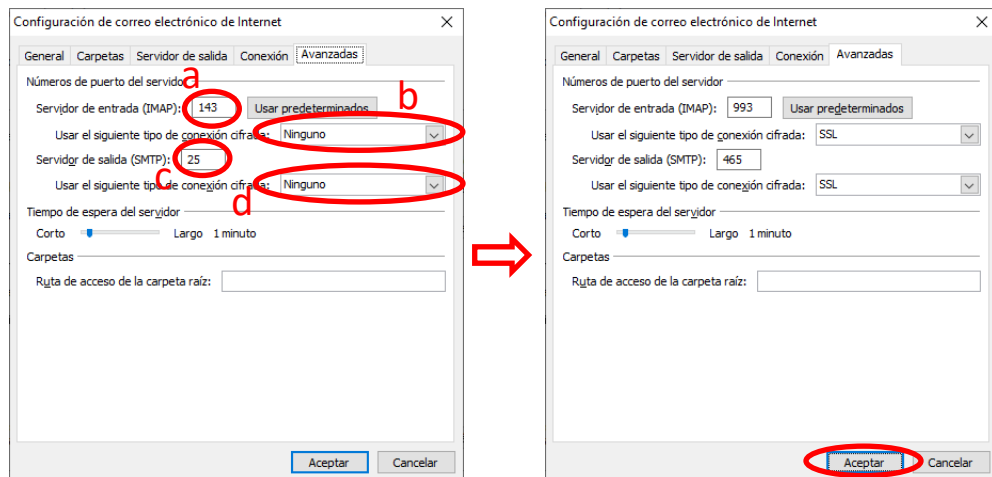 Configuración de correo electrónico de Internet
General Carpetas Servidor de salida Conexión Avanzadas
Números de puerto del servidor
a
Servidor de entrada (IMAP): 143 Usar predeterminados
b
Usar el siguiente tipo de conexión cifrada: Ninguno
Servidor de salida (SMTP): 25
c
Usar el siguiente tipo de conexión cifrada: Ninguno
d
Tiempo de espera del servidor
Corto Largo 1 minuto
Carpetas
Ruta de acceso de la carpeta raíz:
Aceptar Cancelar
Configuración de correo electrónico de Internet
General Carpetas Servidor de salida Conexión Avanzadas
Números de puerto del servidor
Servidor de entrada (IMAP): 993 Usar predeterminados
Usar el siguiente tipo de conexión cifrada: SSL
Servidor de salida (SMTP): 465
Usar el siguiente tipo de conexión cifrada: SSL
Tiempo de espera del servidor
Corto Largo 1 minuto
Carpetas
Ruta de acceso de la carpeta raíz:
Aceptar Cancelar